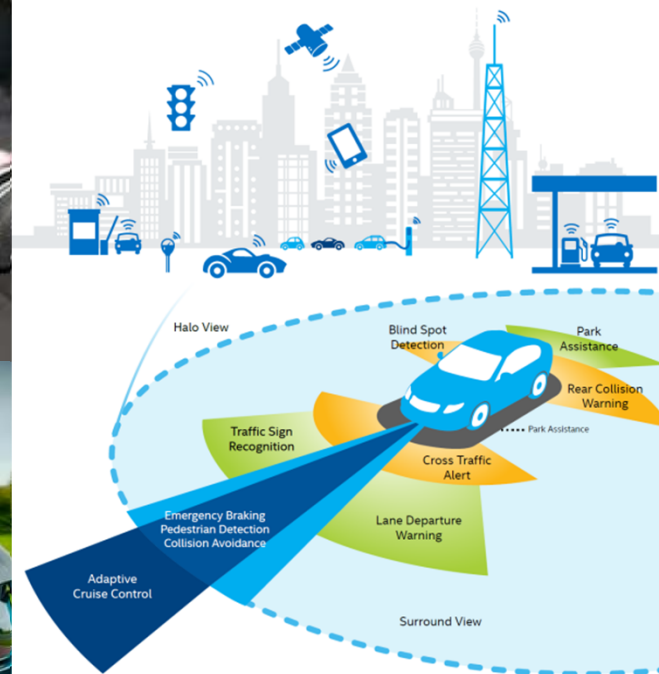 Halo View
Blind Spot
Detection
Park
Assistance
Rear Collision
Warning
Park Assistance
Traffic Sign
Recognition
Cross Traffic
Alert
Emergency Braking
Pedestrian Detection
Collision Avoidance
Lane Departure
Warning
Adaptive
Cruise Control
Surround View